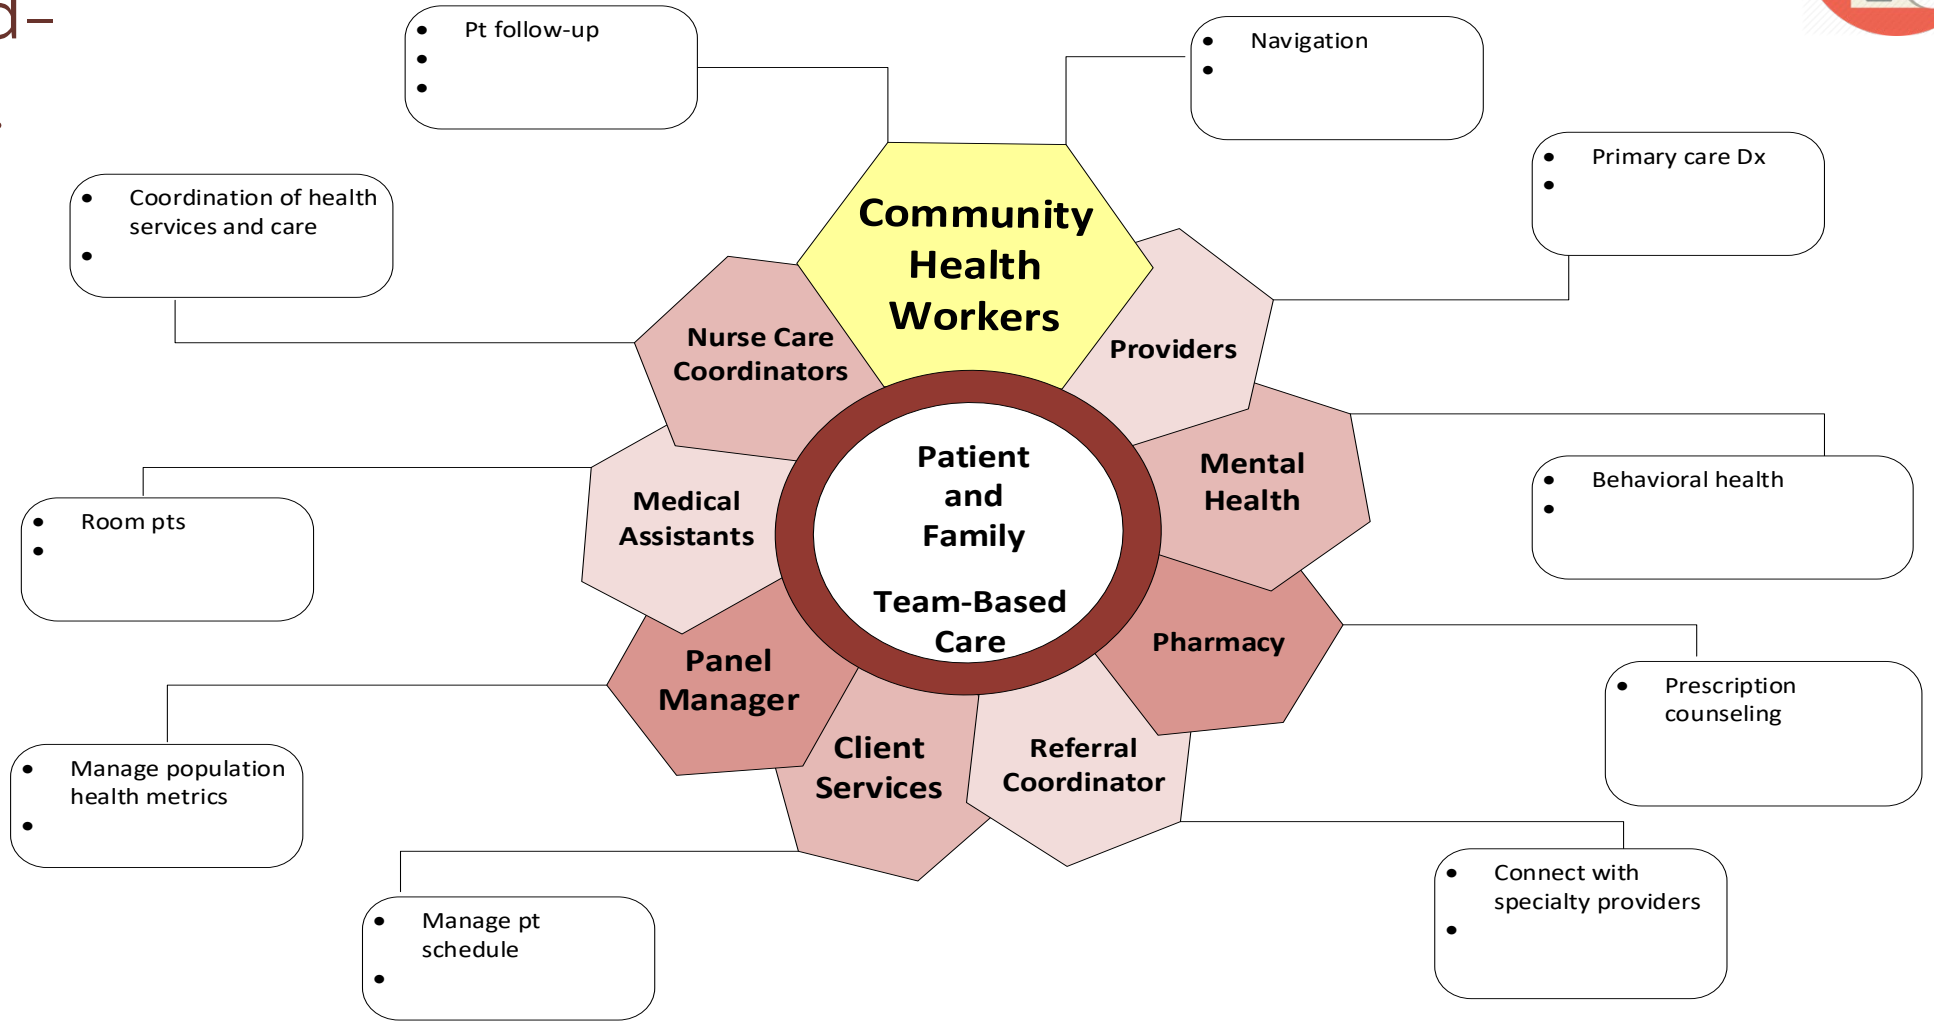 d–
Pt follow-up
Navigation
Primary care Dx
Coordination of health
services and care
Community
Health
Workers
Nurse Care
Coordinators
Providers
Patient
and
Family
Team-Based
Care
Mental
Health
Behavioral health
Medical
Assistants
Room pts
Pharmacy
Prescription
counseling
Panel
Manager
Manage population
health metrics
Client
Services
Referral
Coordinator
Manage pt
schedule
Connect with
specialty providers